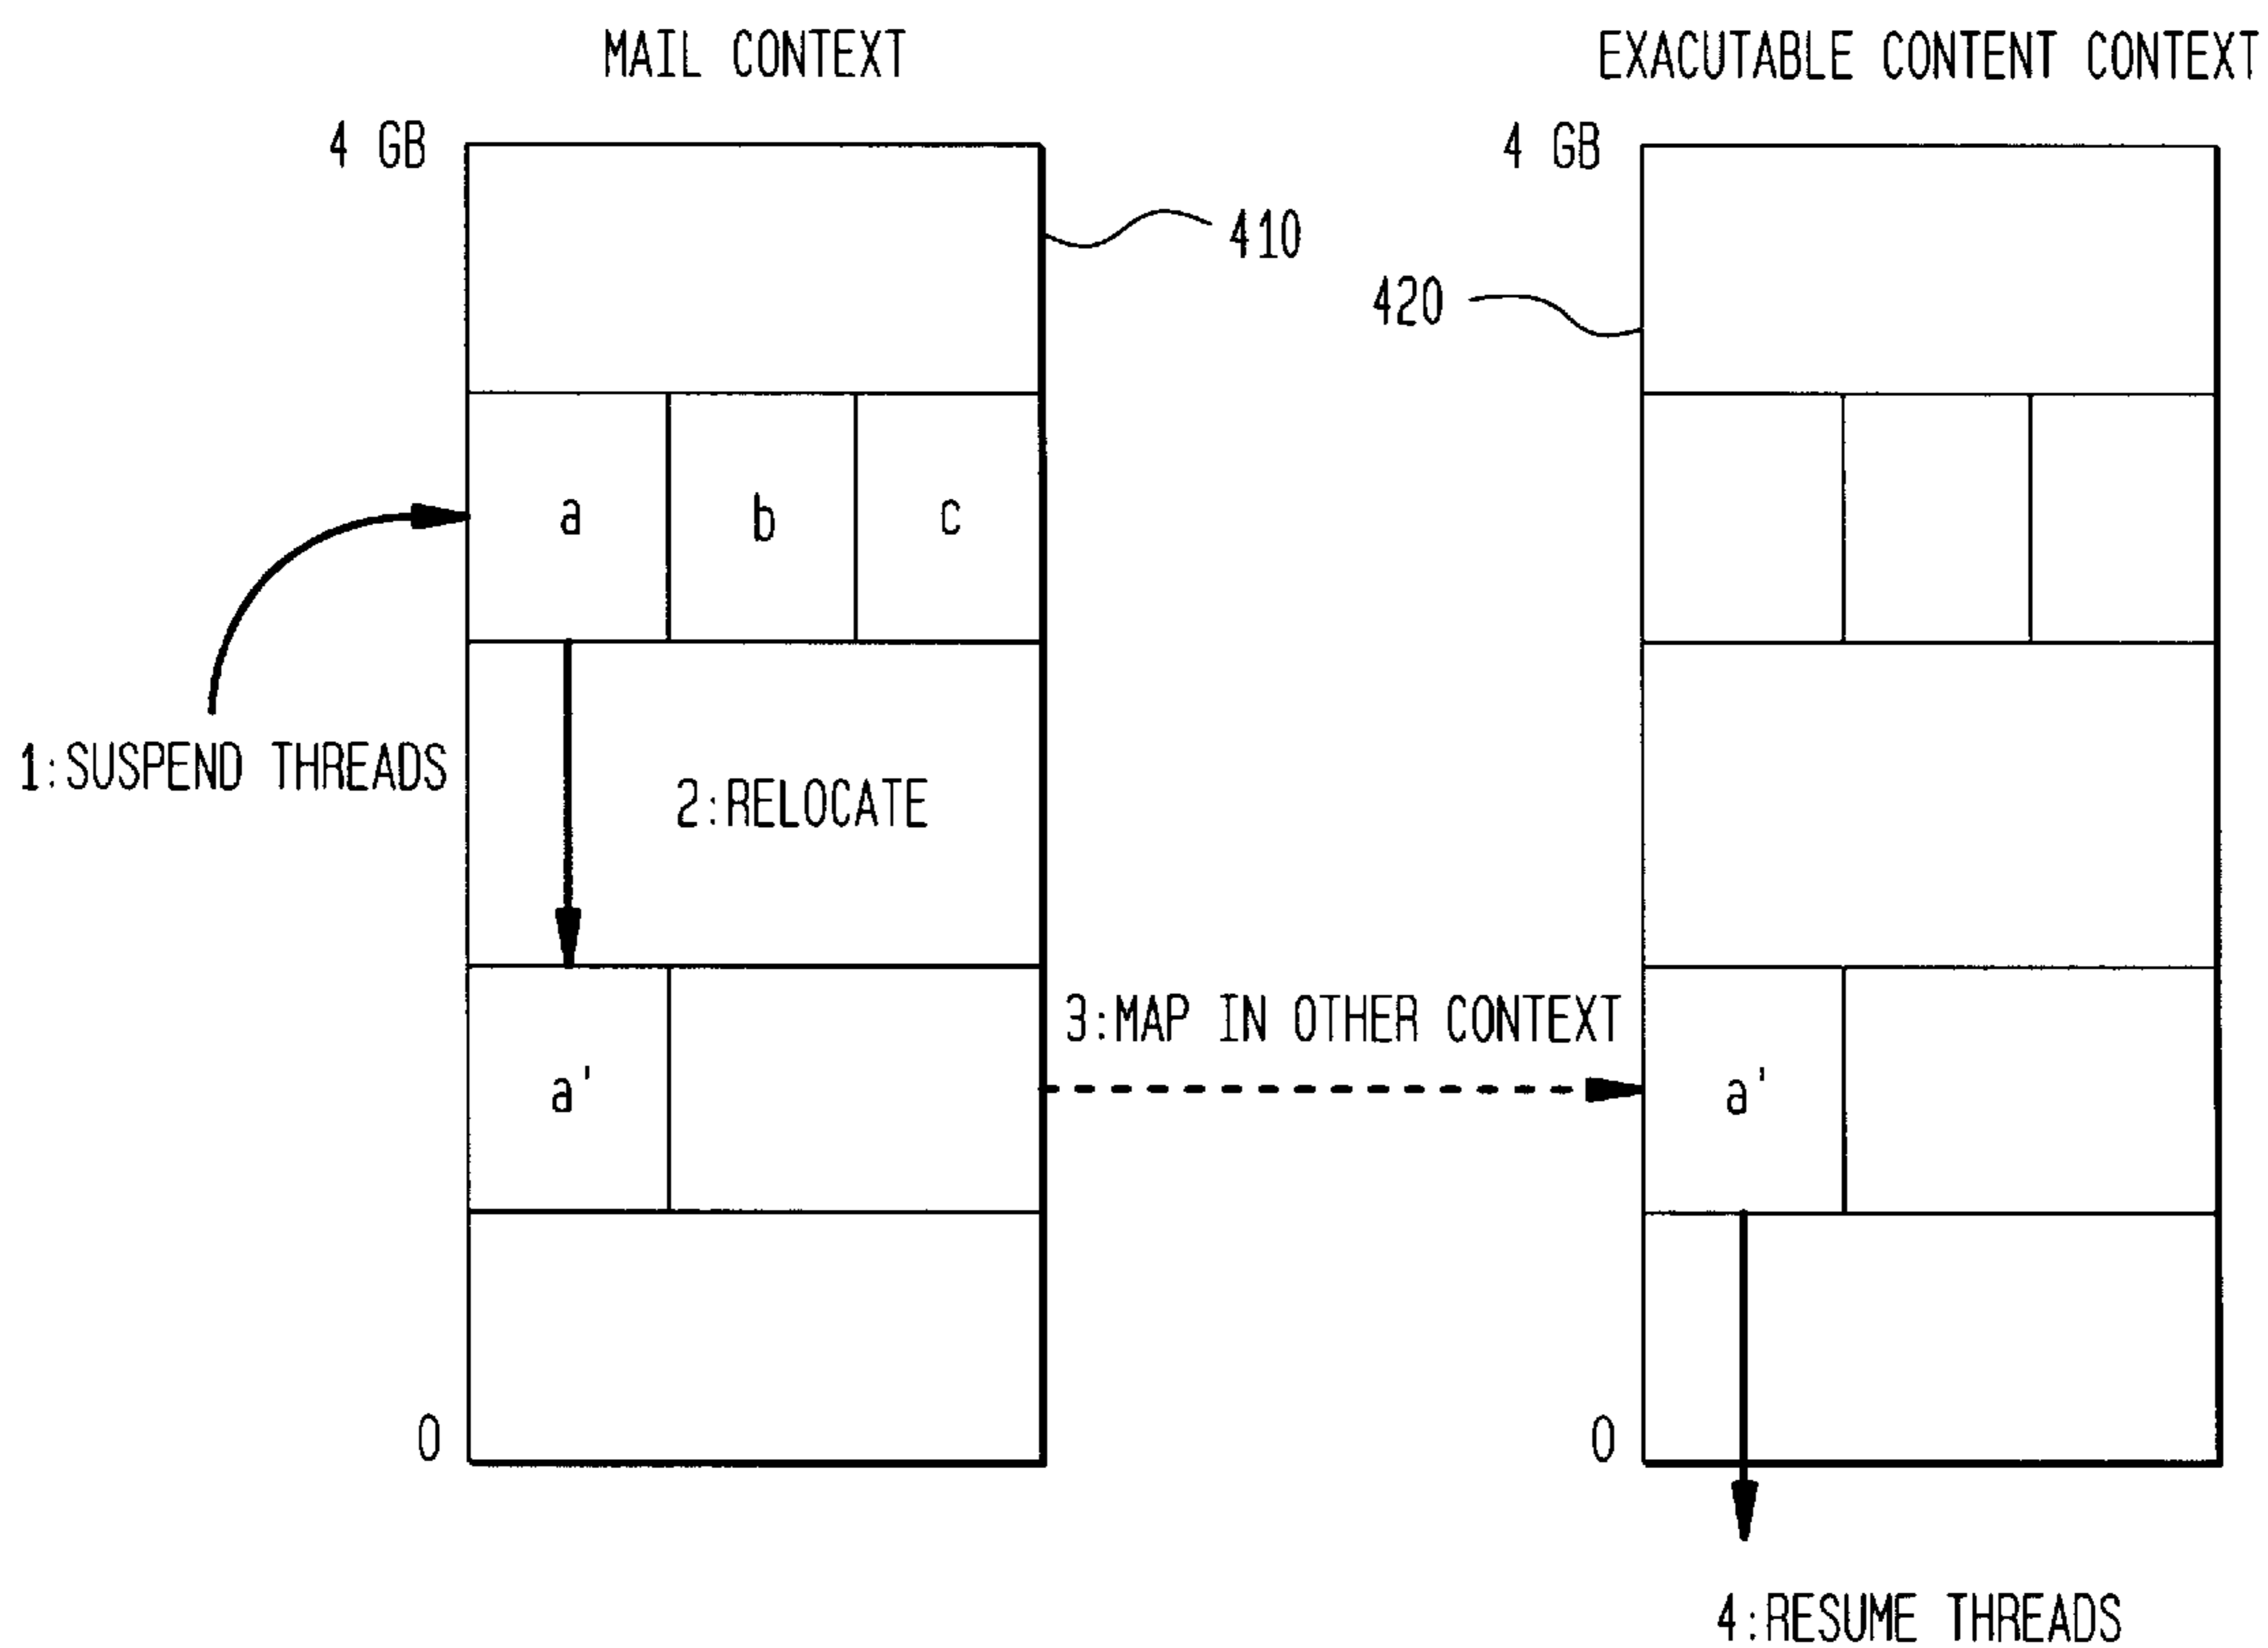 MAIL CONTEXT
EXACUTABLE CONTENT CONTEXT
4 GB
4 GB
410
420
a
b
c
1:SUSPEND THREADS
2:RELOCATE
3:MAP IN OTHER CONTEXT
a'
a'
0
0
4:RESUME THREADS